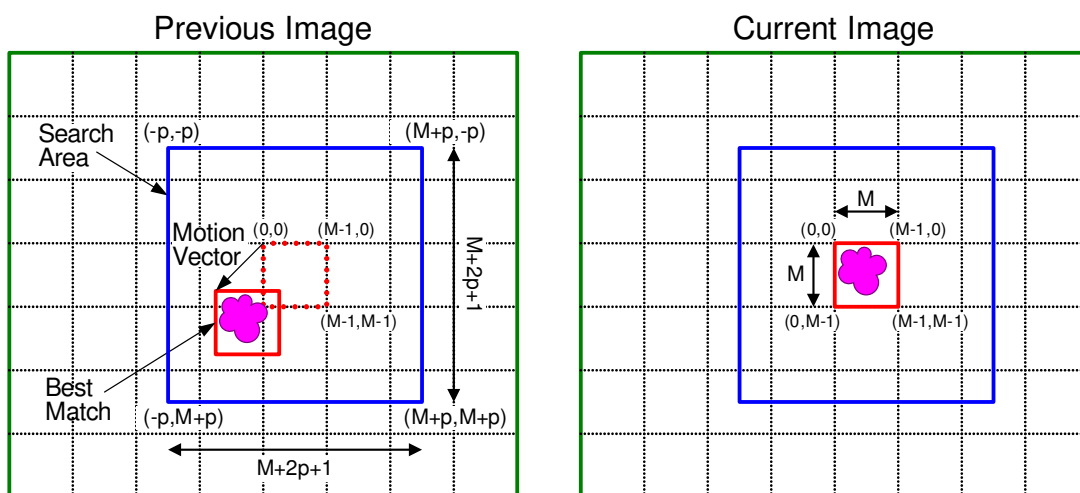 Previous Image
Current Image
Search
Area
(-p,-p)
(M+p,-p)
Motion
Vector
(0,0)
(M-1,0)
M+2p+1
(M-1,M-1)
Best
Match
(-p,M+p)
(M+p,M+p)
M+2p+1
M
(0,0)
(M-1,0)
M
(0,M-1)
(M-1,M-1)